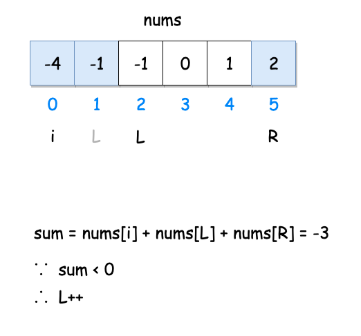 nums
-4 -1 -1 0 1 2
0 1 2 3 4 5
i L L R
sum = nums[i] + nums[L] + nums[R] = -3
∵ sum < 0
∴ L++